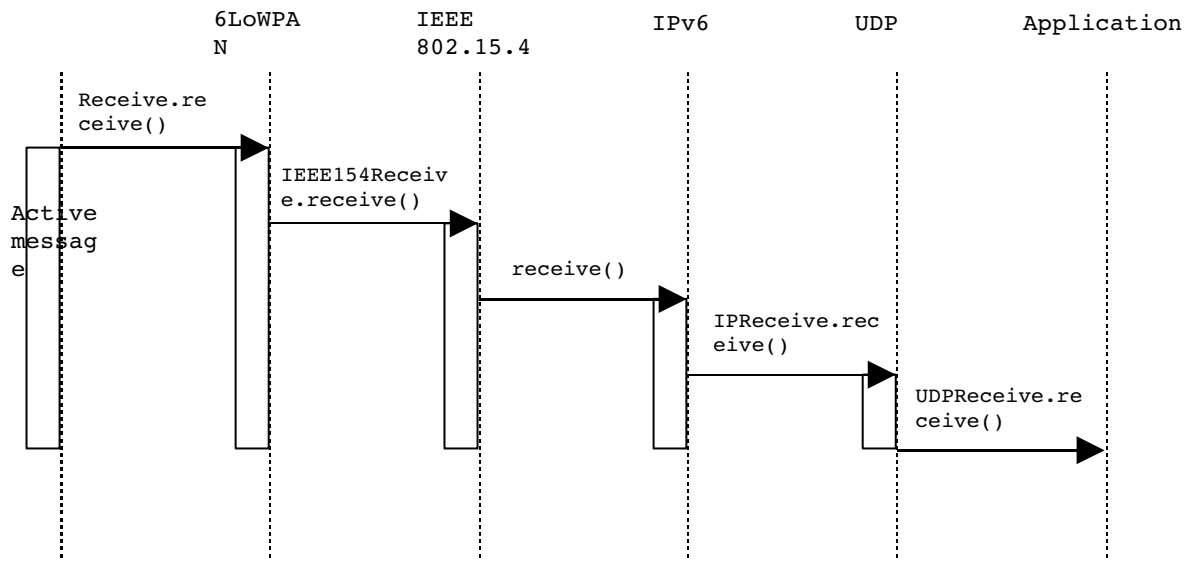 6LoWPA
N
IEEE
802.15.4
IPv6
UDP
Application
Receive.re
ceive()
IEEE154Receiv
e.receive()
Active
messag
e
receive()
IPReceive.rec
eive()
UDPReceive.re
ceive()